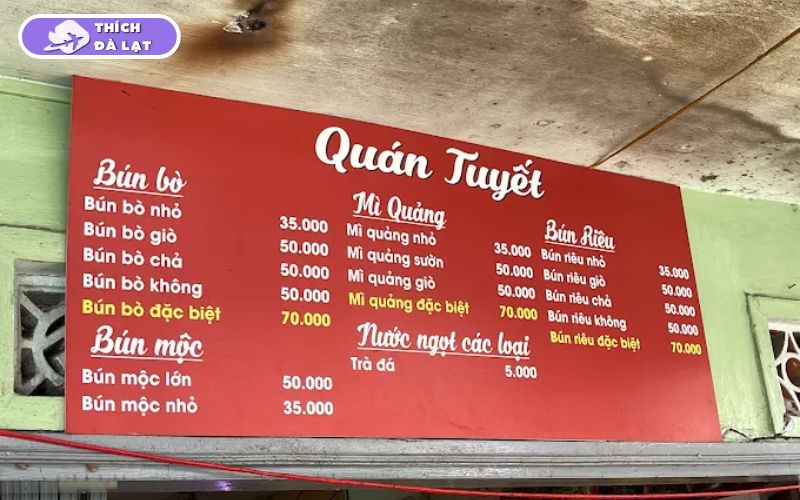 THÍCH
ĐÀ LẠT
Quán Tuyết
Bún bò
Bún bò nhỏ 35.000
Bún bò giò 50.000
Bún bò chả 50.000
Bún bò không 50.000
Bún bò đặc biệt 70.000
Bún mộc
Bún mộc lớn 50.000
Bún mộc nhỏ 35.000
Mì Quảng
Mì quảng nhỏ 35.000
Mì quảng sườn 50.000
Mì quảng giò 50.000
Mì quảng đặc biệt 70.000
Nước ngọt các loại
Trà đá 5.000
Bún Riêu
Bún riêu nhỏ 35.000
Bún riêu giò 50.000
Bún riêu chả 50.000
Bún riêu không 50.000
Bún riêu đặc biệt 70.000